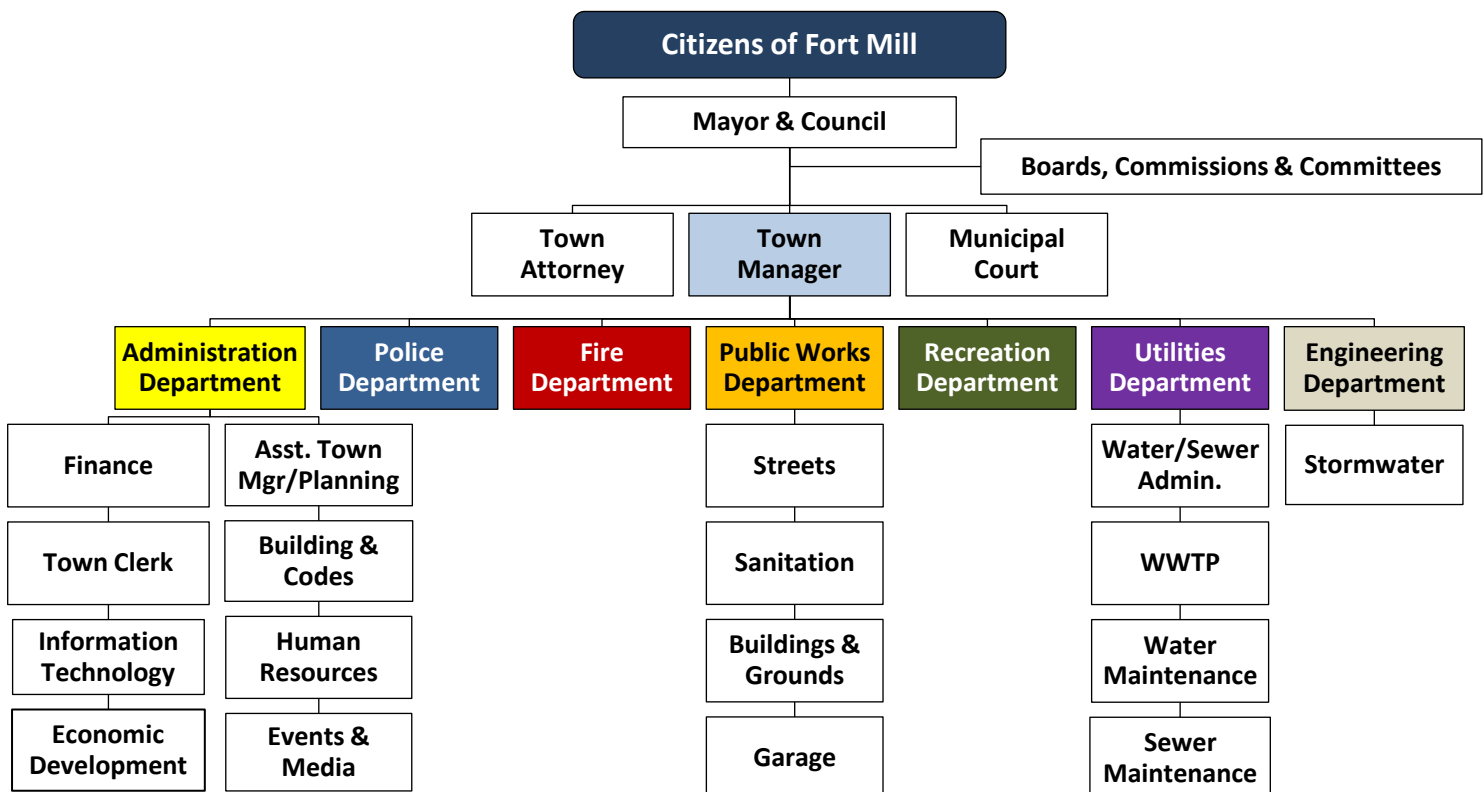 Citizens of Fort Mill
Mayor & Council
Boards, Commissions & Committees
Town
Attorney
Town
Manager
Municipal
Court
Administration
Department
Police
Department
Fire
Department
Public Works
Department
Recreation
Department
Utilities
Department
Engineering
Department
Finance
Town Clerk
Information
Technology
Economic
Development
Asst. Town
Mgr/Planning
Building &
Codes
Human
Resources
Events &
Media
Streets
Sanitation
Buildings &
Grounds
Garage
Water/Sewer
Admin.
WWTP
Water
Maintenance
Sewer
Maintenance
Stormwater